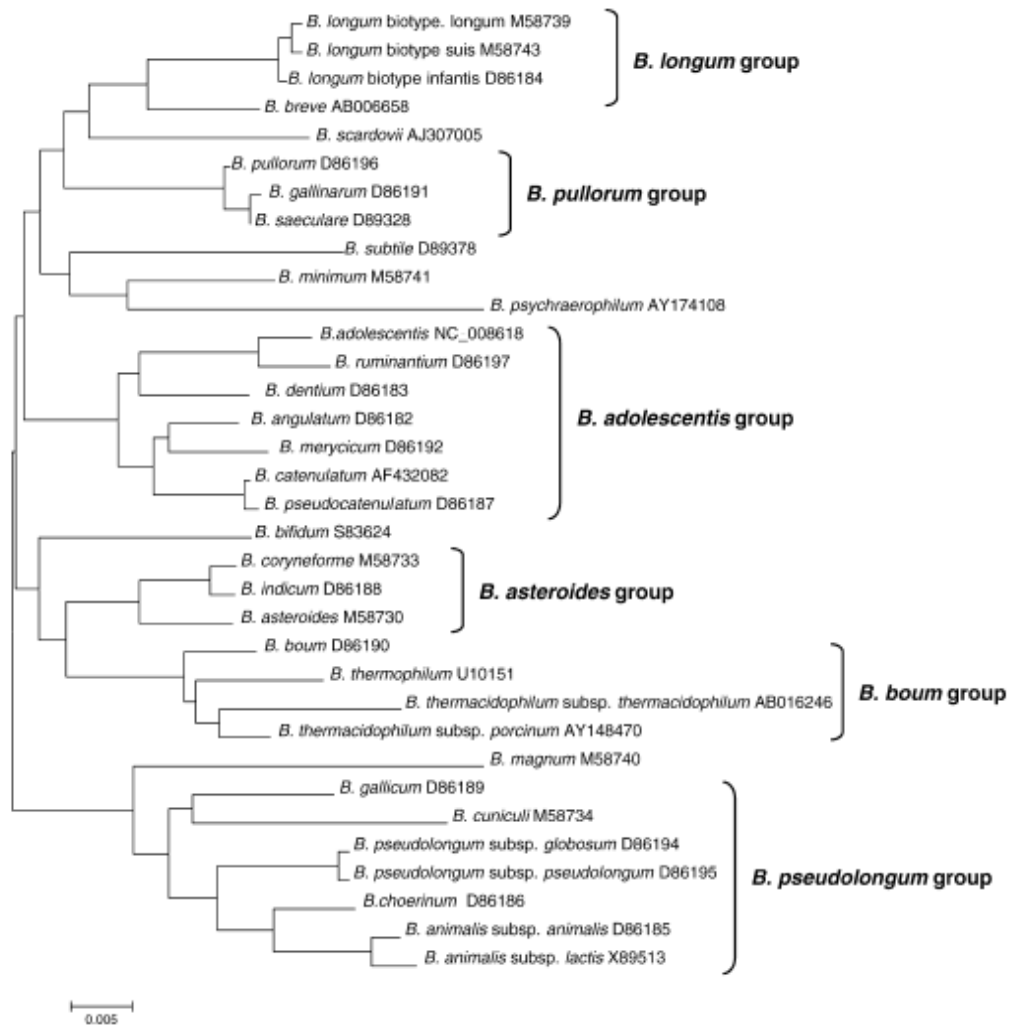 B. longum biotype. longum M58739
B. longum biotype suis M58743
B. longum group
B. longum biotype infantis D86184
B. breve AB006658
B. scardovii AJ307005
B. pullorum D86196
B. gallinarum D86191
B. pullorum group
B. saeculare D89328
B. subtile D89378
B. minimum M58741
B. psychraerophilum AY174108
B.adolescentis NC_008618
B. ruminantium D86197
B. dentium D86183
B. angulatum D86182
B. adolescentis group
B. merycicum D86192
B. catenulatum AF432082
B. pseudocatenulatum D86187
B. bifidum S83624
B. coryneforme M58733
B. indicum D86188
B. asteroides group
B. asteroides M58730
B. boum D86190
B. thermophilum U10151
B. boum group
B. thermacidophilum subsp. thermacidophilum AB016246
B. thermacidophilum subsp. porcinum AY148470
B. magnum M58740
B. gallicum D86189
B. cuniculi M58734
B. pseudolongum subsp. globosum D86194
B. pseudolongum subsp. pseudolongum D86195
B. pseudolongum group
B.choerinum D86186
B. animalis subsp. animalis D86185
B. animalis subsp. lactis X89513
0.005